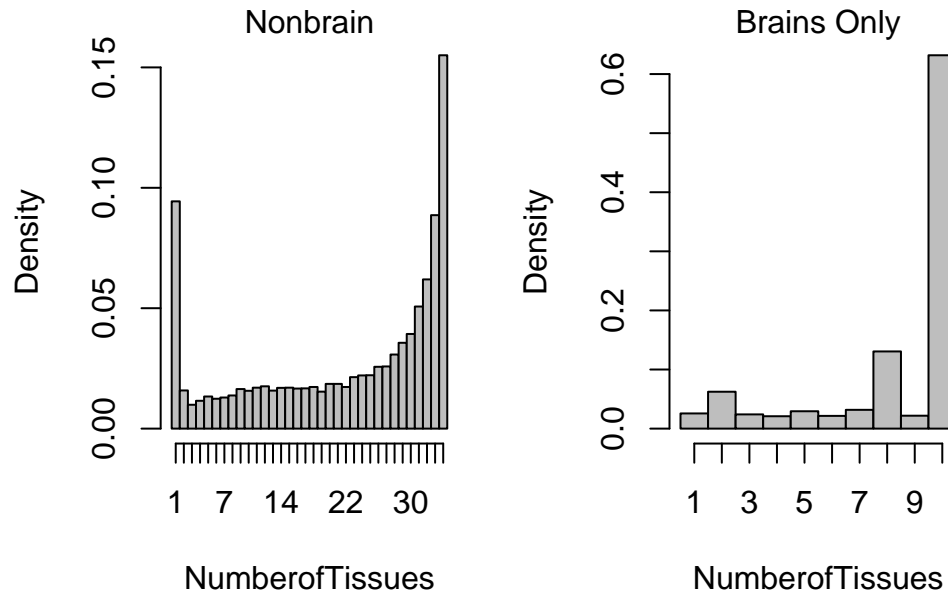 Nonbrain
Density
0.15
0.10
0.05
0.00
1 7 14 22 30
NumberofTissues
Brains Only
Density
0.6
0.4
0.2
0.0
1 3 5 7 9
NumberofTissues